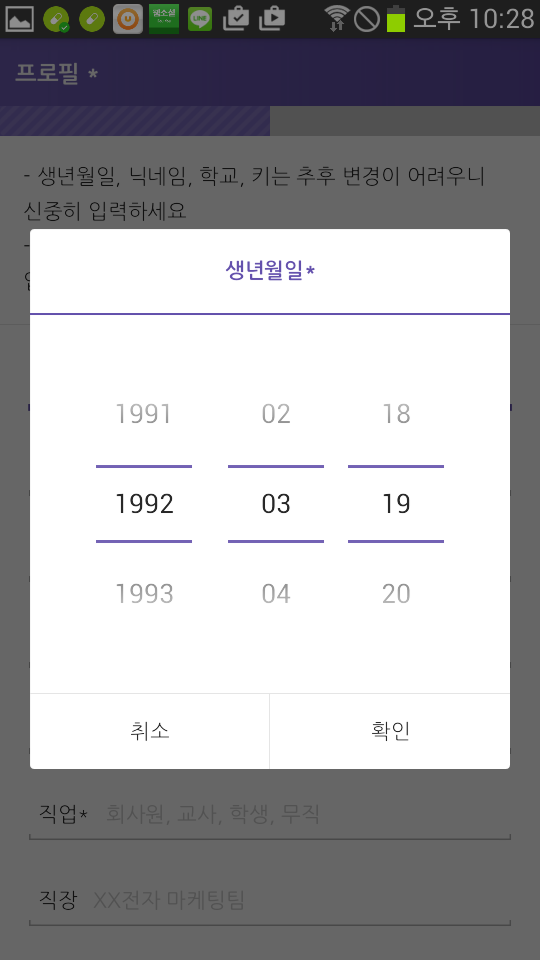 오후 10:28
프로필 *
- 생년월일, 닉네임, 학교, 키는 추후 변경이 어려우니
신중히 입력하세요
-
생년월일*
1991 02 18
1992 03 19
1993 04 20
취소 확인
직업* 회사원, 교사, 학생, 무직
직장 XX전자 마케팅팀